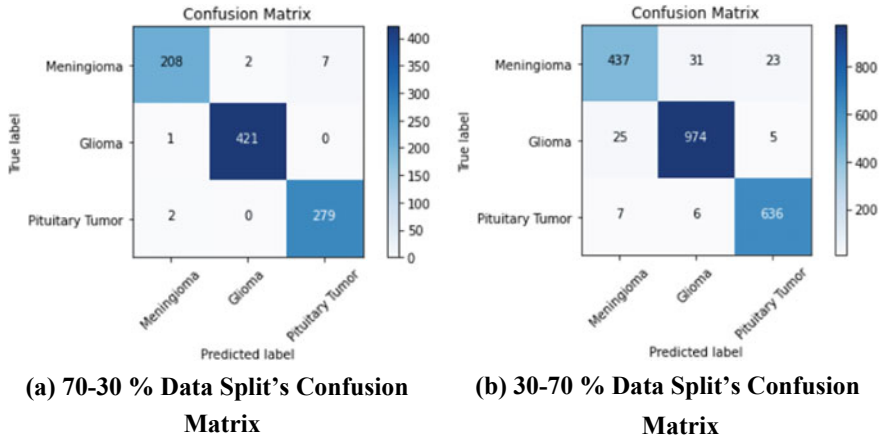 Confusion Matrix
Meningioma
Glioma
Pituitary Tumor
True label
208 2 7
1 421 0
2 0 279
400
350
300
250
200
150
100
50
0
Meningioma
Glioma
Pituitary Tumor
Predicted label
(a) 70-30 % Data Split’s Confusion
Matrix
Confusion Matrix
Meningioma
Glioma
Pituitary Tumor
True label
437 31 23
25 974 5
7 6 636
800
600
400
200
Meningioma
Glioma
Pituitary Tumor
Predicted label
(b) 30-70 % Data Split’s Confusion
Matrix